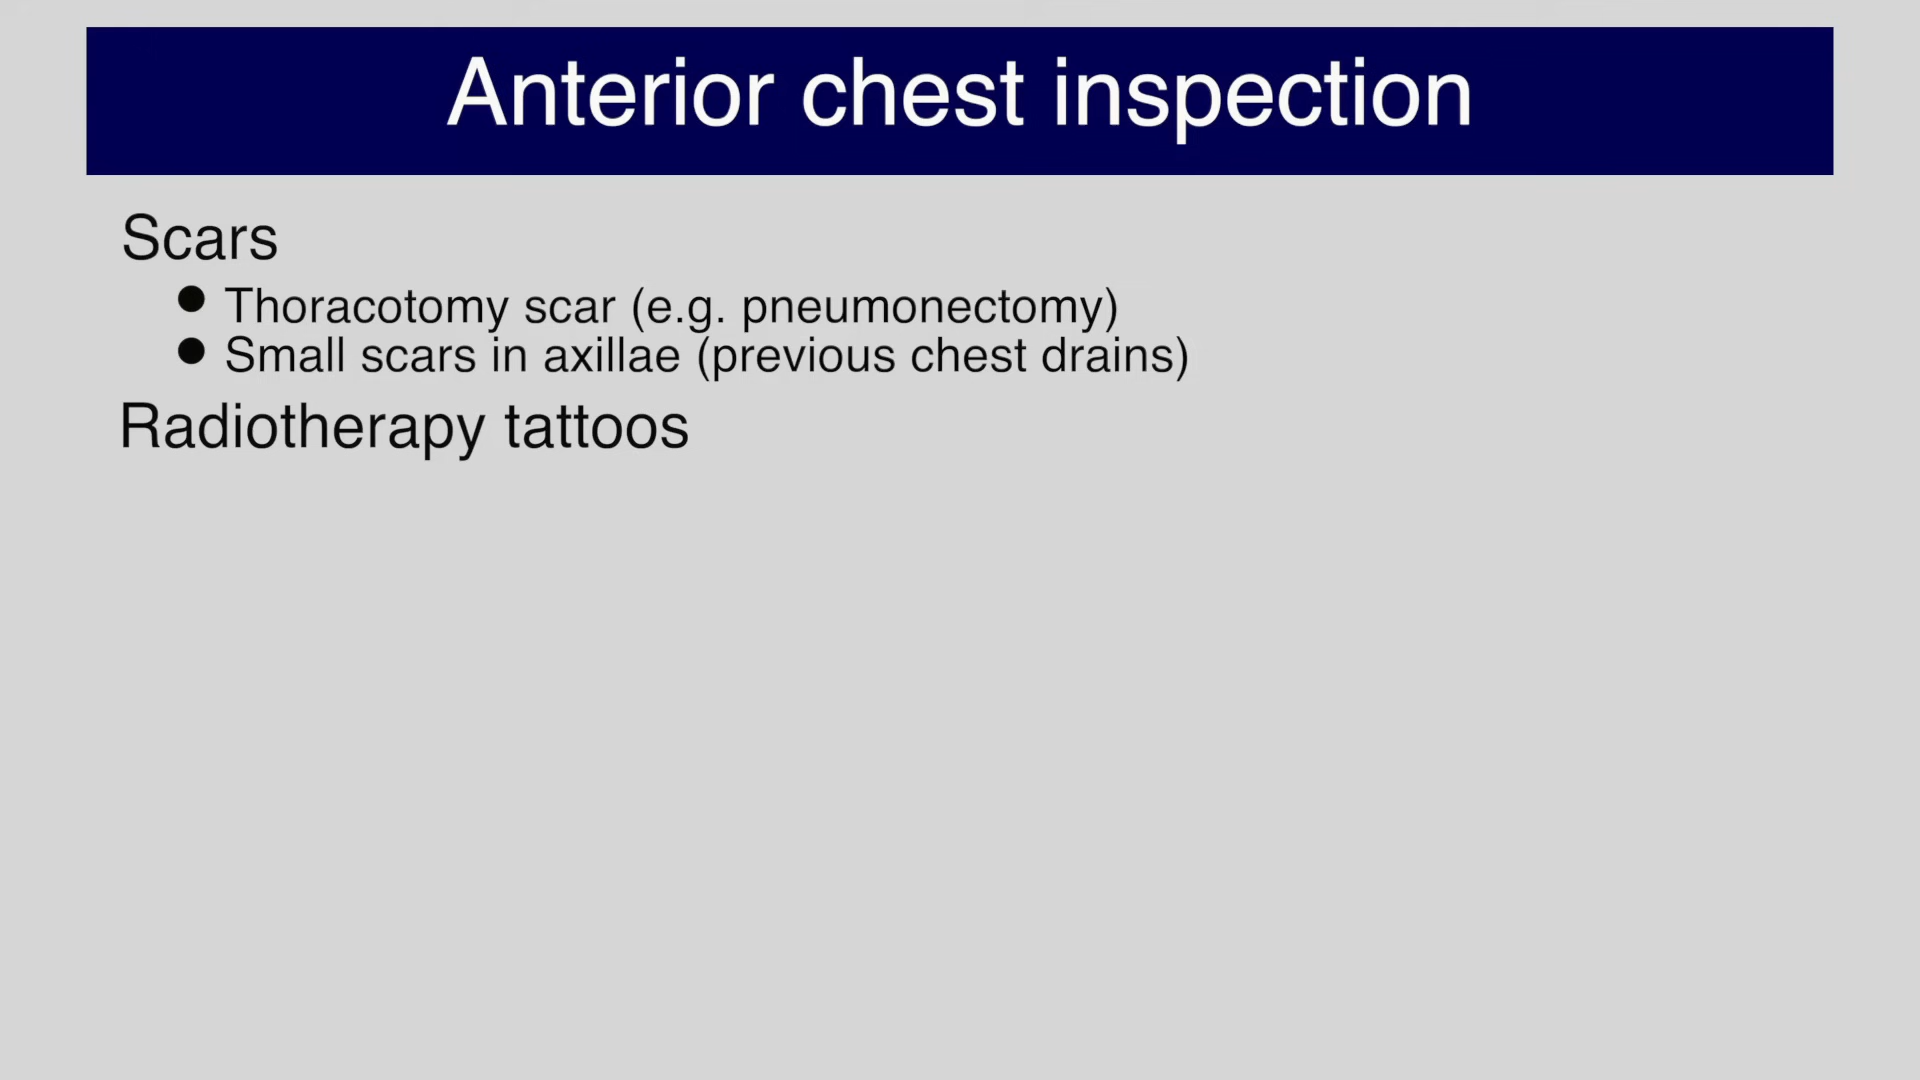 Anterior chest inspection
Scars
● Thoracotomy scar (e.g. pneumonectomy)
● Small scars in axillae (previous chest drains)
Radiotherapy tattoos